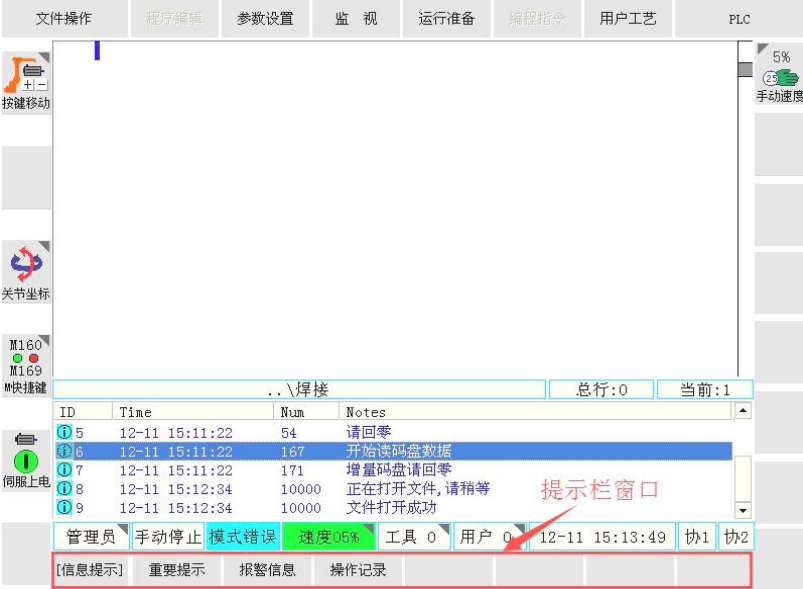 文件操作 程序编辑 参数设置 监 视 运行准备 编程指令 用户工艺 PLC
5%
25
手动速度
+ -
按键移动
关节坐标
M160
M169
M快捷键
伺服上电
..\焊接 总行:0 当前:1
ID Time Num Notes
5 12-11 15:11:22 54 请回零
6 12-11 15:11:22 167 开始读码盘数据
7 12-11 15:11:22 171 增量码盘请回零
8 12-11 15:12:34 10000 正在打开文件,请稍等
9 12-11 15:12:34 10000 文件打开成功
提示栏窗口
管理员 手动停止 模式错误 速度05% 工具 0 用户 0 12-11 15:13:49 协1 协2
[信息提示] 重要提示 报警信息 操作记录